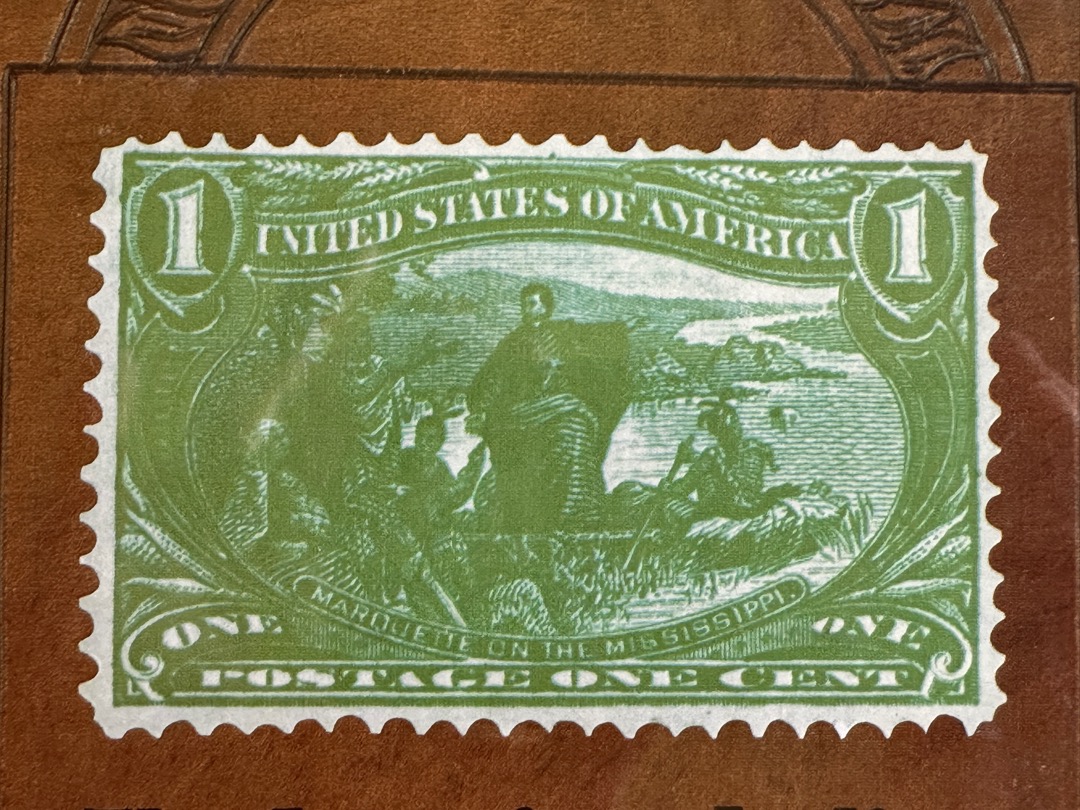 1 UNITED STATES OF AMERICA 1
MARQUETTE ON THE MISSISSIPPI.
ONE ONE
POSTAGE ONE CENT